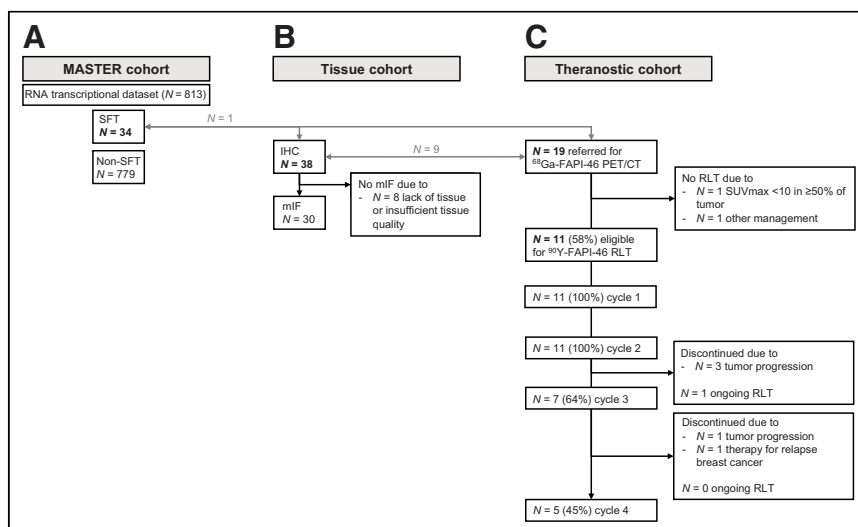 A
B
C
MASTER cohort
Tissue cohort
Theranostic cohort
RNA transcriptional dataset (N = 813)
SFT
N = 34
N = 1
Non-SFT
N = 779
IHC
N = 38
N = 9
N = 19 referred for
⁶⁸Ga-FAPI-46 PET/CT
No mIF due to
- N = 8 lack of tissue
or insufficient tissue
quality
mIF
N = 30
No RLT due to
- N = 1 SUVmax <10 in ≥50% of
tumor
- N = 1 other management
N = 11 (58%) eligible
for ⁹⁰Y-FAPI-46 RLT
N = 11 (100%) cycle 1
N = 11 (100%) cycle 2
Discontinued due to
- N = 3 tumor progression
N = 1 ongoing RLT
N = 7 (64%) cycle 3
Discontinued due to
- N = 1 tumor progression
- N = 1 therapy for relapse
breast cancer
N = 0 ongoing RLT
N = 5 (45%) cycle 4